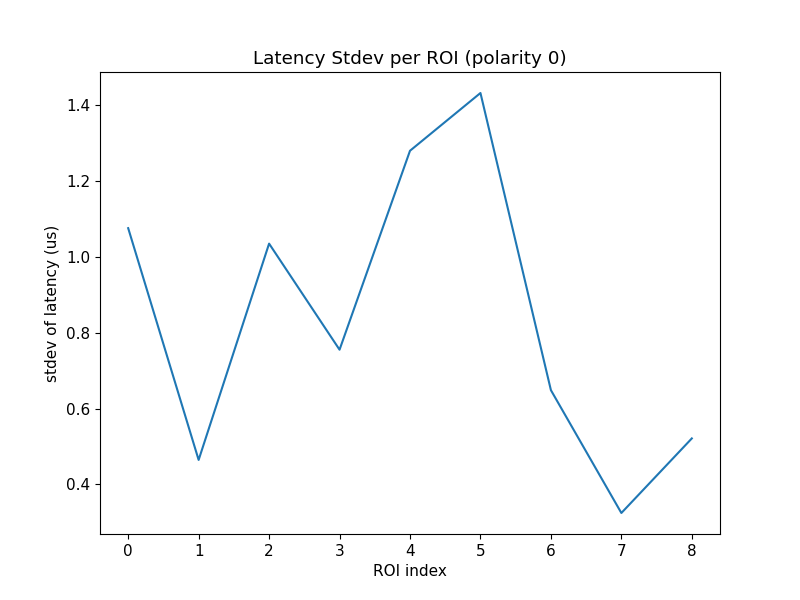 Latency Stdev per ROI (polarity 0)
1.4
1.2
1.0
0.8
0.6
0.4
stdev of latency (us)
0 1 2 3 4 5 6 7 8
ROI index